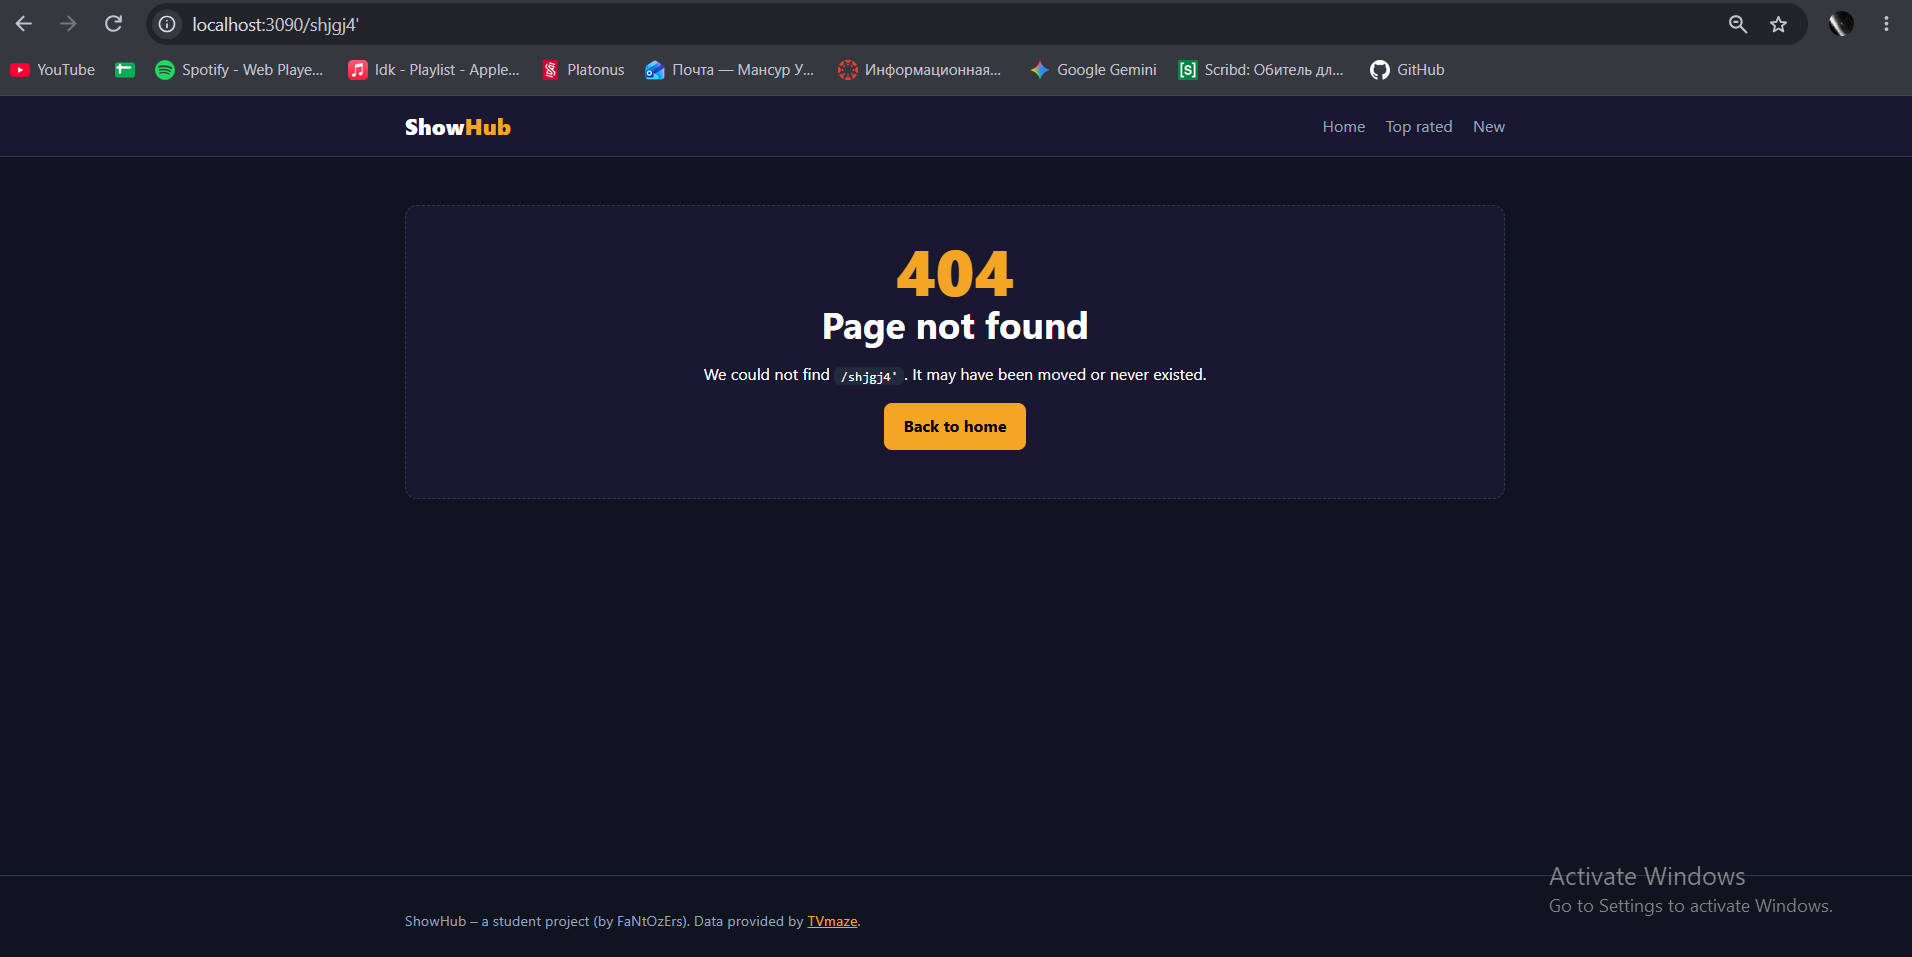 localhost:3090/shjgj4'
YouTube Spotify - Web Playe... Idk - Playlist - Apple... Platonus Почта — Мансур У... Информационная... Google Gemini [S] Scribd: Обитель дл... GitHub
ShowHub Home Top rated New
404
Page not found
We could not find /shjgj4'. It may have been moved or never existed.
Back to home
Activate Windows
Go to Settings to activate Windows.
ShowHub – a student project (by FaNtOzErs). Data provided by TVmaze.